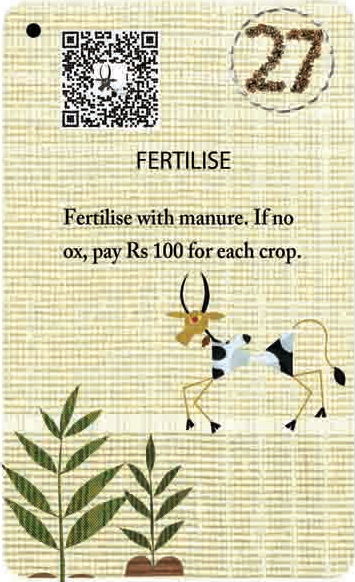 27
FERTILISE
Fertilise with manure. If no
ox, pay Rs 100 for each crop.